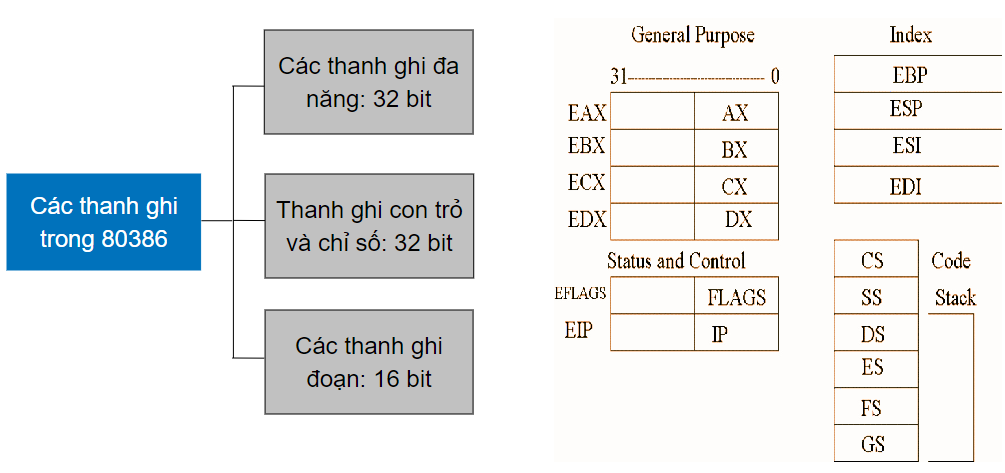 Các thanh ghi
trong 80386
Các thanh ghi đa
năng: 32 bit
Thanh ghi con trỏ
và chỉ số: 32 bit
Các thanh ghi
đoạn: 16 bit
General Purpose
31 0
EAX AX
EBX BX
ECX CX
EDX DX
Status and Control
EFLAGS FLAGS
EIP IP
Index
EBP
ESP
ESI
EDI
CS Code
SS Stack
DS
ES
FS
GS